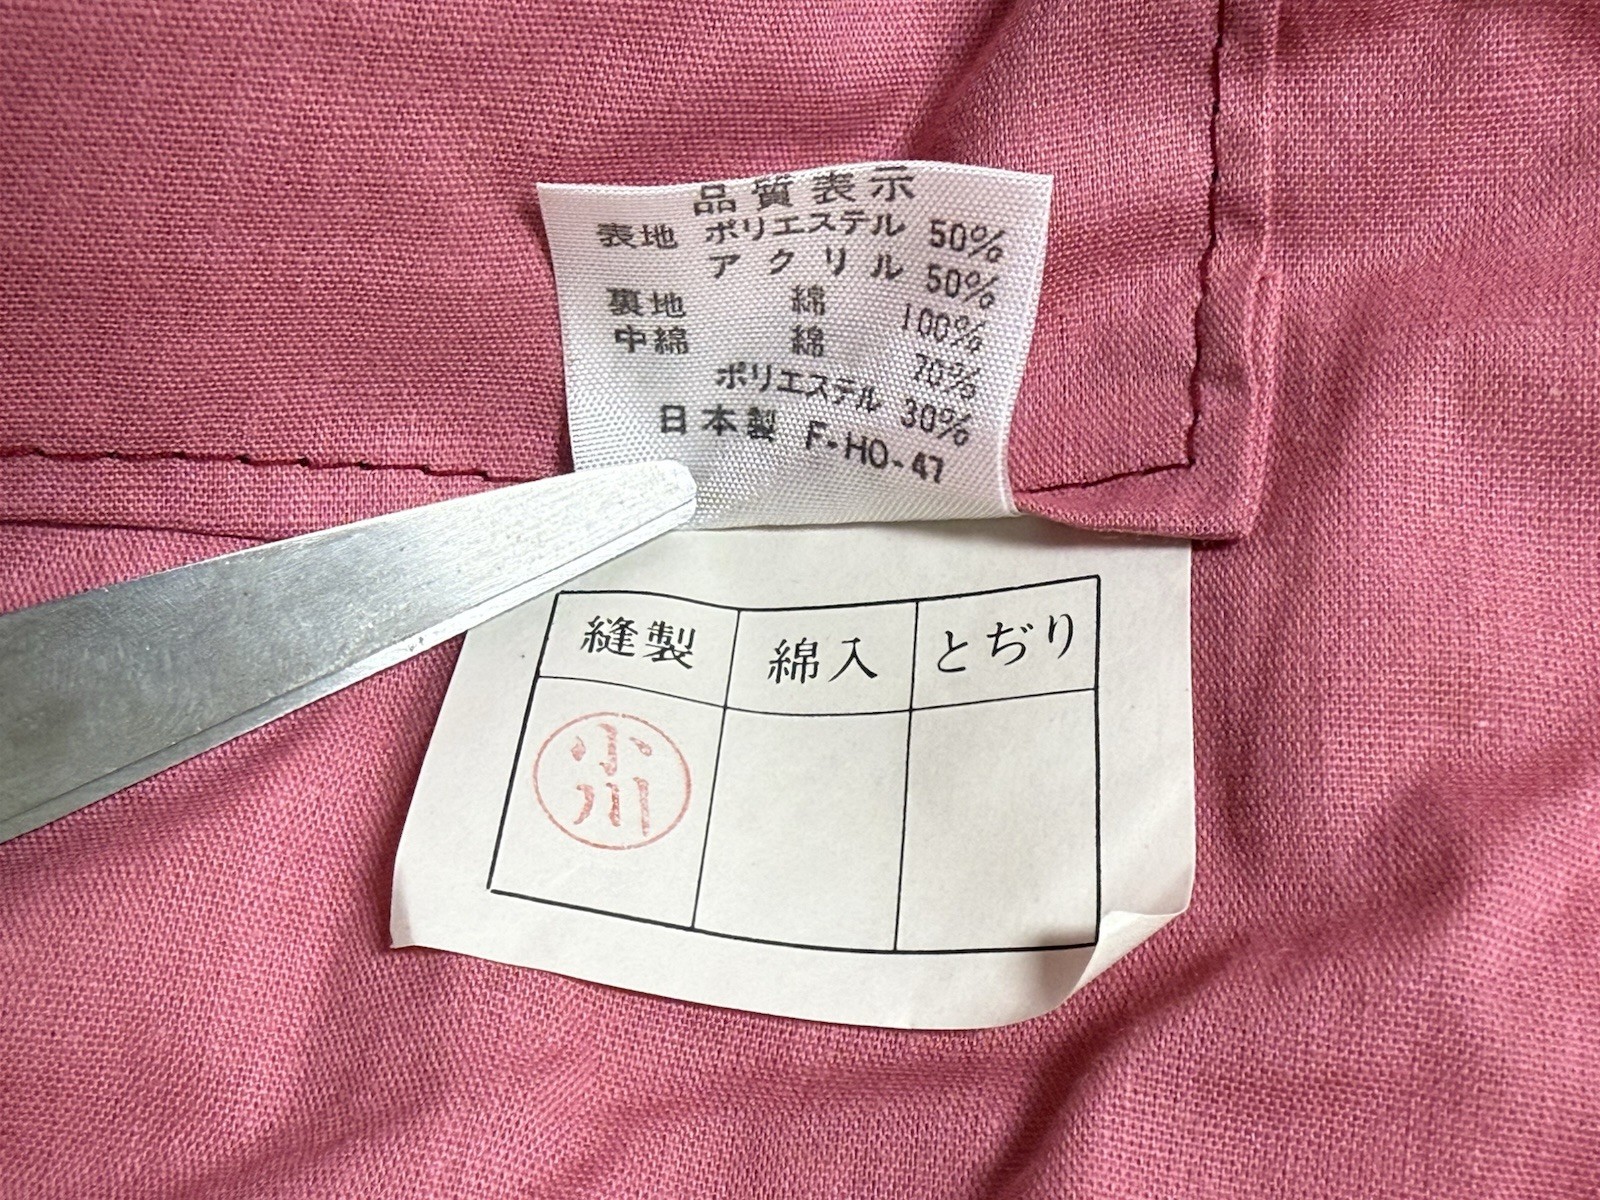 品質表示
表地 ポリエステル 50%
アクリル 50%
裏地 綿 100%
中綿 綿 70%
ポリエステル 30%
日本製 F-HO-47
縫製 綿入 とぢり
小川